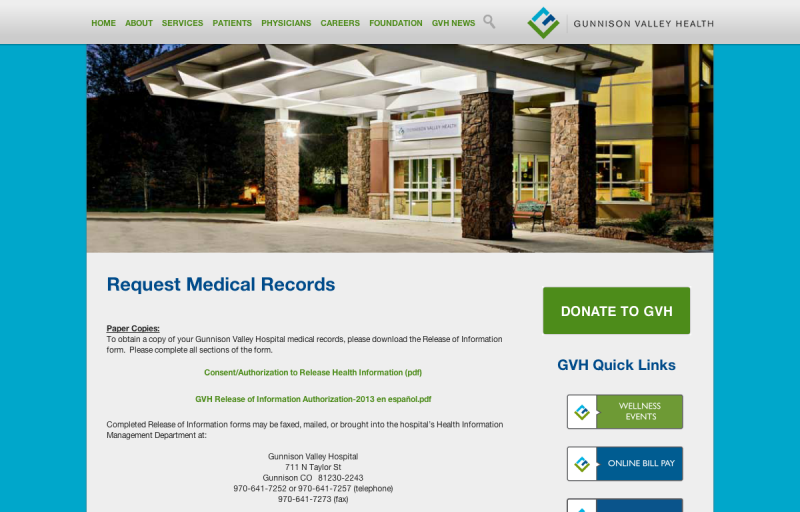 HOME ABOUT SERVICES PATIENTS PHYSICIANS CAREERS FOUNDATION GVH NEWS
GUNNISON VALLEY HEALTH
GUNNISON VALLEY HEALTH
Request Medical Records
Paper Copies:
To obtain a copy of your Gunnison Valley Hospital medical records, please download the Release of Information
form.  Please complete all sections of the form.
Consent/Authorization to Release Health Information (pdf)
GVH Release of Information Authorization-2013 en español.pdf
Completed Release of Information forms may be faxed, mailed, or brought into the hospital's Health Information
Management Department at:
Gunnison Valley Hospital
711 N Taylor St
Gunnison CO   81230-2243
970-641-7252 or 970-641-7257 (telephone)
970-641-7273 (fax)
DONATE TO GVH
GVH Quick Links
WELLNESS
EVENTS
ONLINE BILL PAY